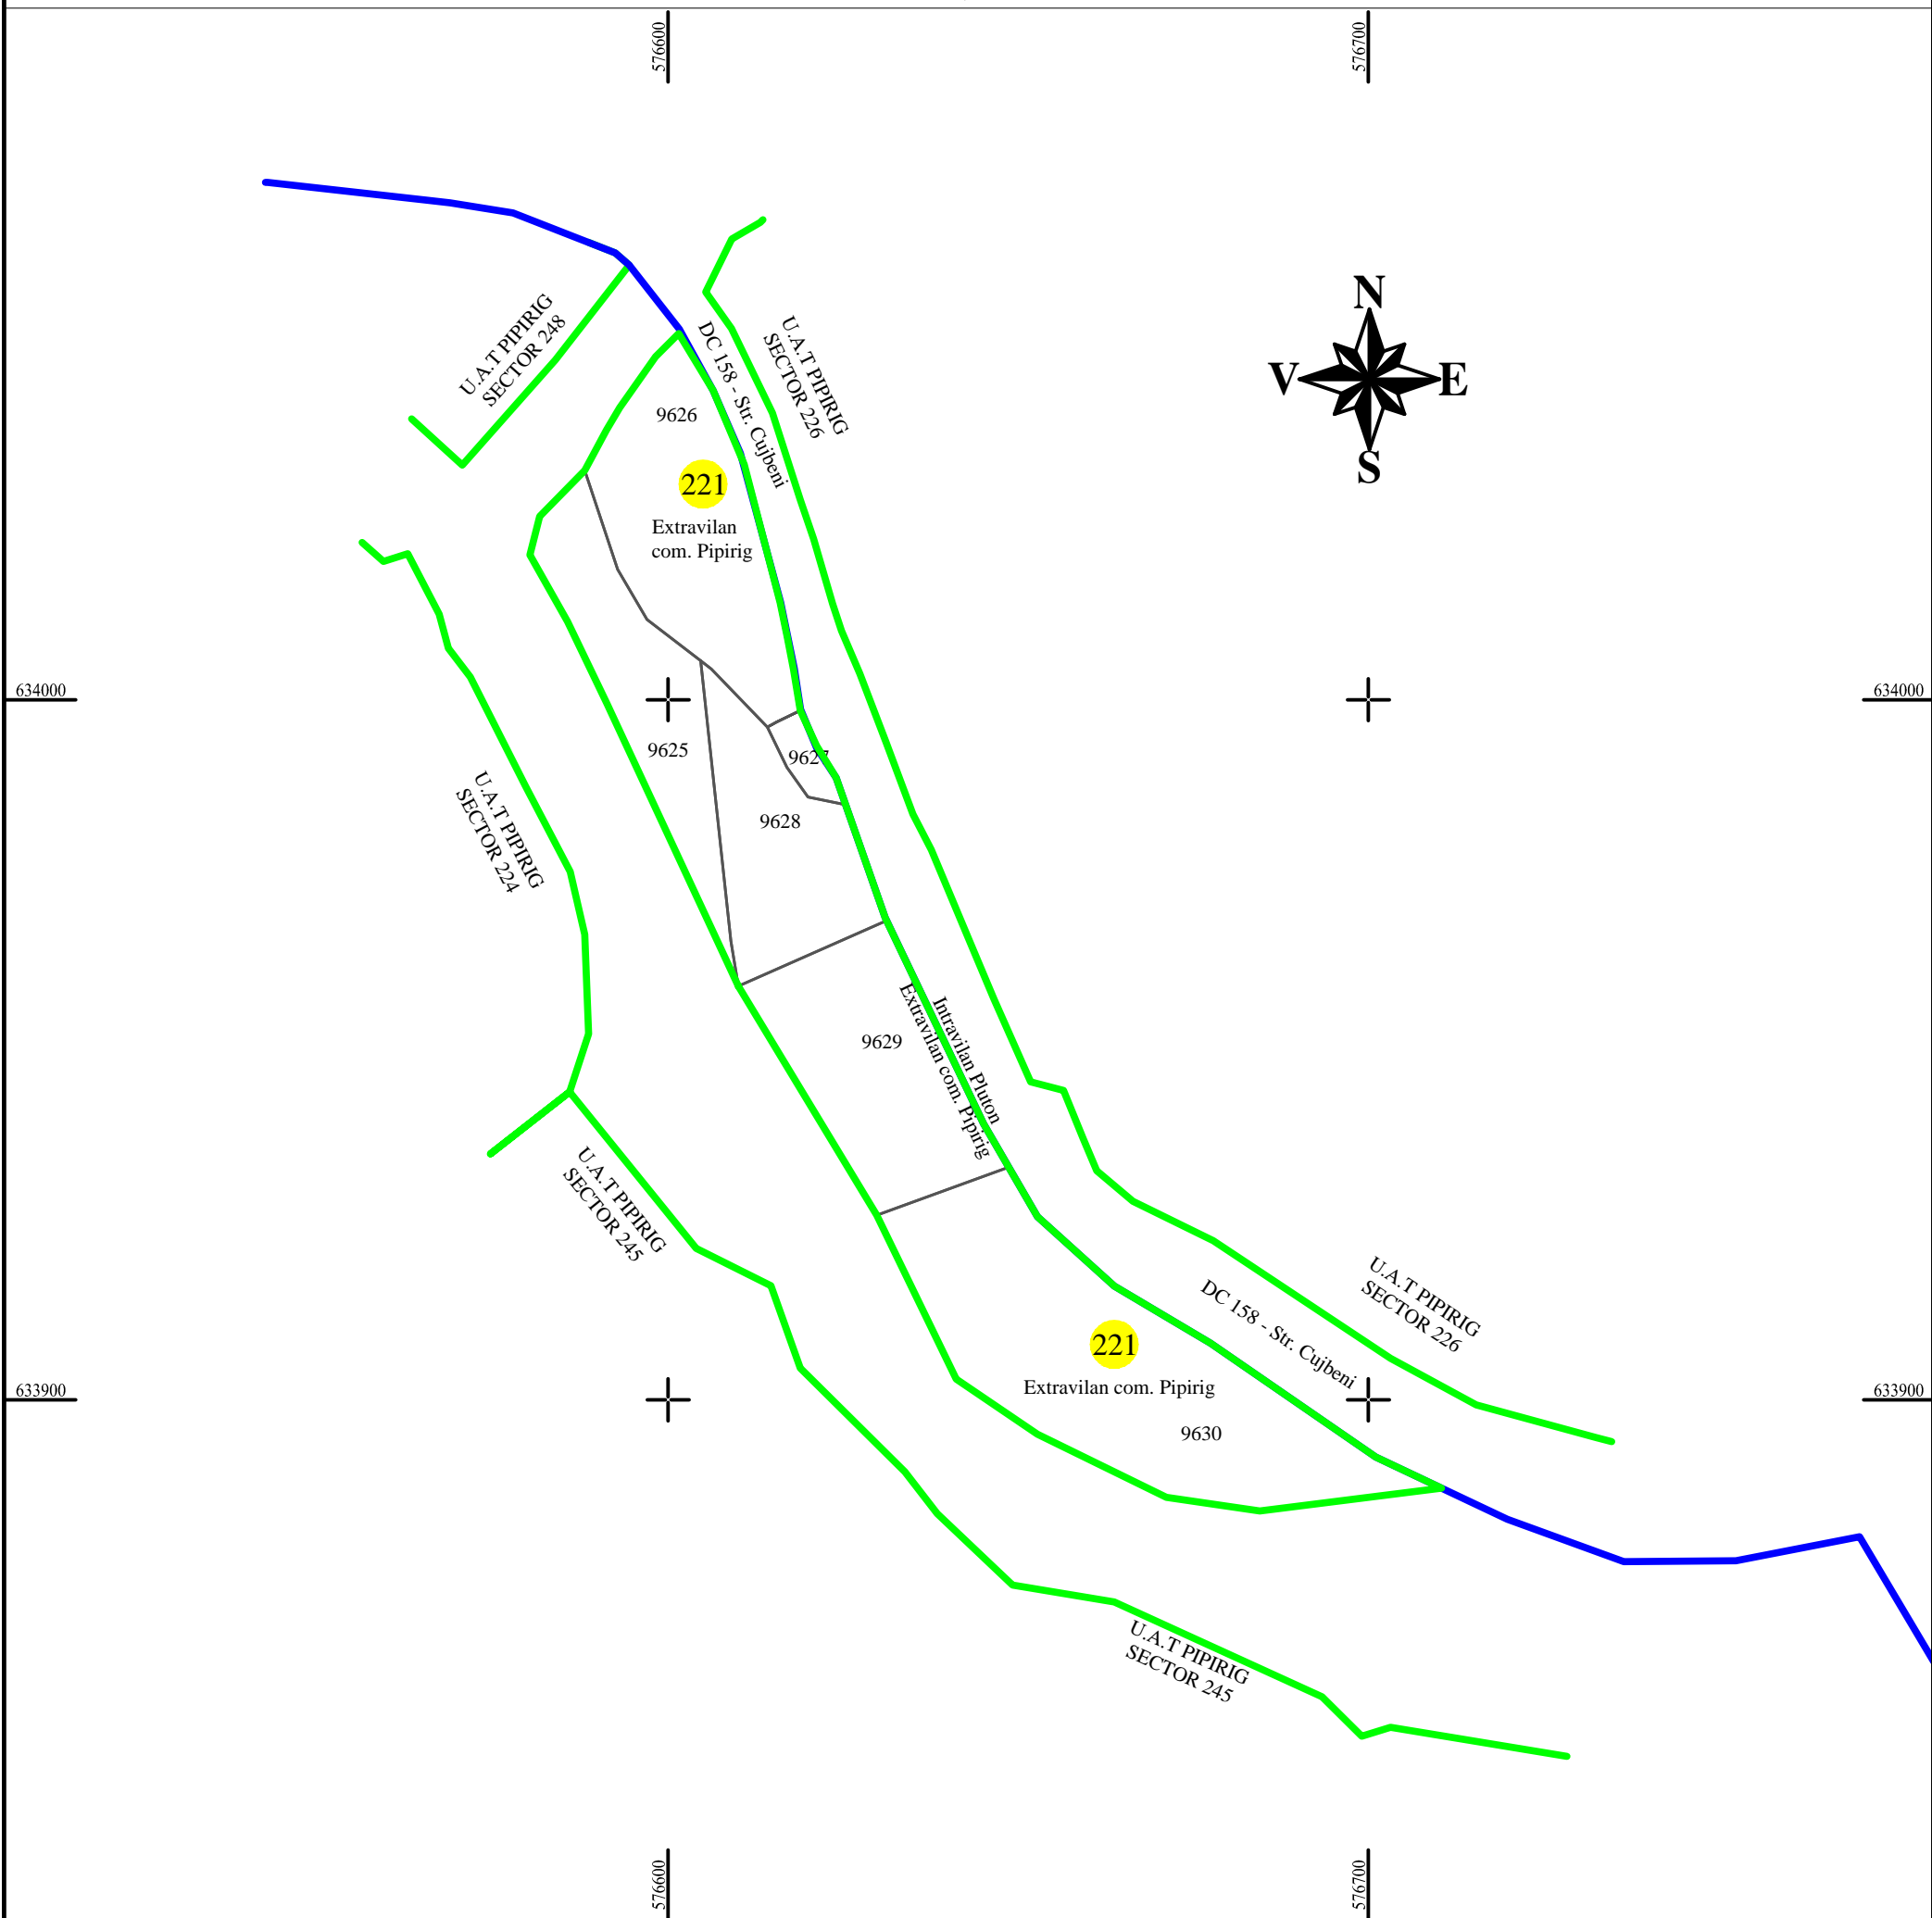 576600
576700
N
V
E
S
U.A.T PIPIRIG
SECTOR 248
DC 158 - Str. Cujbeni
U.A.T PIPIRIG
SECTOR 226
9626
221
Extravilan
com. Pipirig
634000
634000
9625
9627
9628
U.A.T PIPIRIG
SECTOR 224
9629
Intravilan Pluton
Extravilan com. Pipirig
U.A.T PIPIRIG
SECTOR 245
DC 158 - Str. Cujbeni
U.A.T PIPIRIG
SECTOR 226
221
Extravilan com. Pipirig
633900
633900
9630
U.A.T PIPIRIG
SECTOR 245
576600
576700